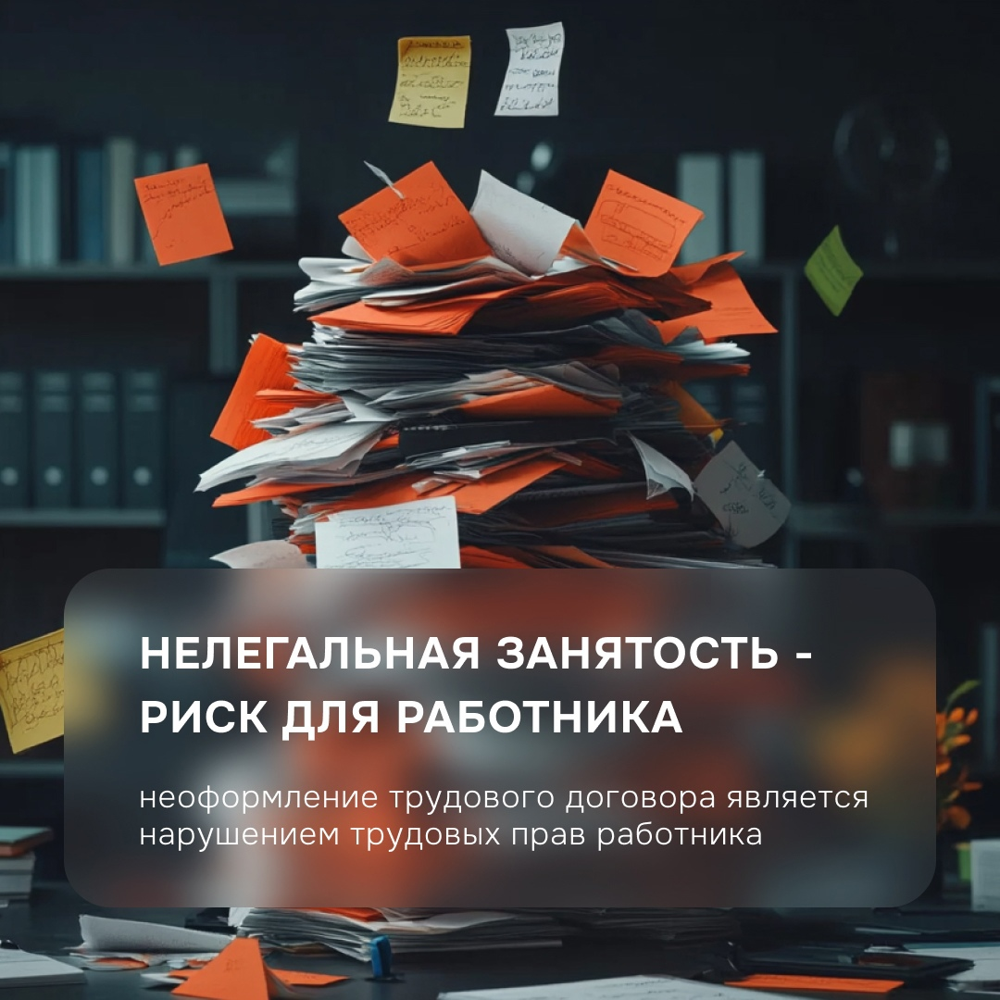 НЕЛЕГАЛЬНАЯ ЗАНЯТОСТЬ -
РИСК ДЛЯ РАБОТНИКА
неоформление трудового договора является
нарушением трудовых прав работника